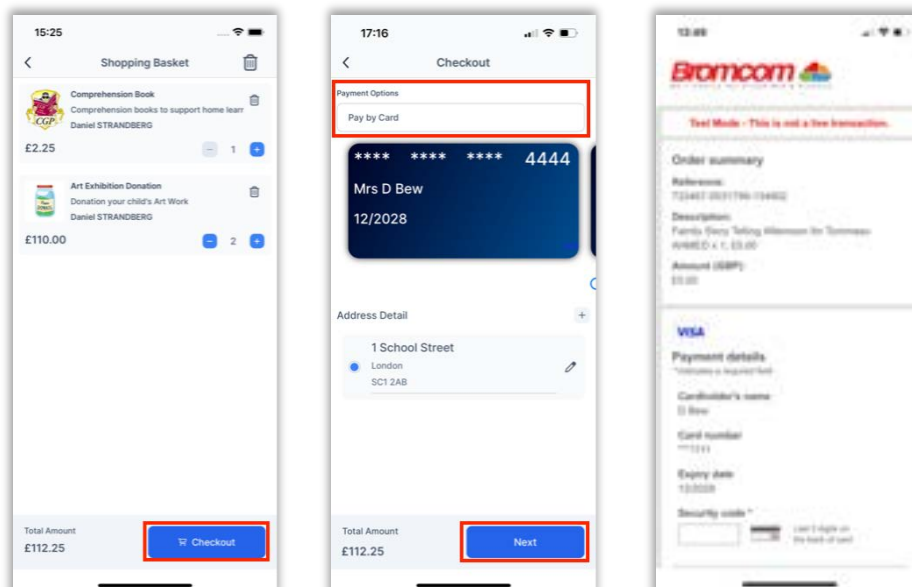 15:25
Shopping Basket
CGP
Comprehension Book
Comprehension books to support home learr
Daniel STRANDBERG
£2.25
1
Art Exhibition Donation
Donation your child's Art Work
Daniel STRANDBERG
£110.00
2
Total Amount
£112.25
Checkout
17:16
Checkout
Payment Options
Pay by Card
**** **** **** 4444
Mrs D Bew
12/2028
Address Detail
1 School Street
London
SC1 2AB
Total Amount
£112.25
Next
Bromcom
Test Mode - This is not a live transaction.
Order summary
Reference:
Description:
Amount (GBP):
VISA
Payment details
Cardholder's name
D Bew
Card number
Expiry date
Security code *